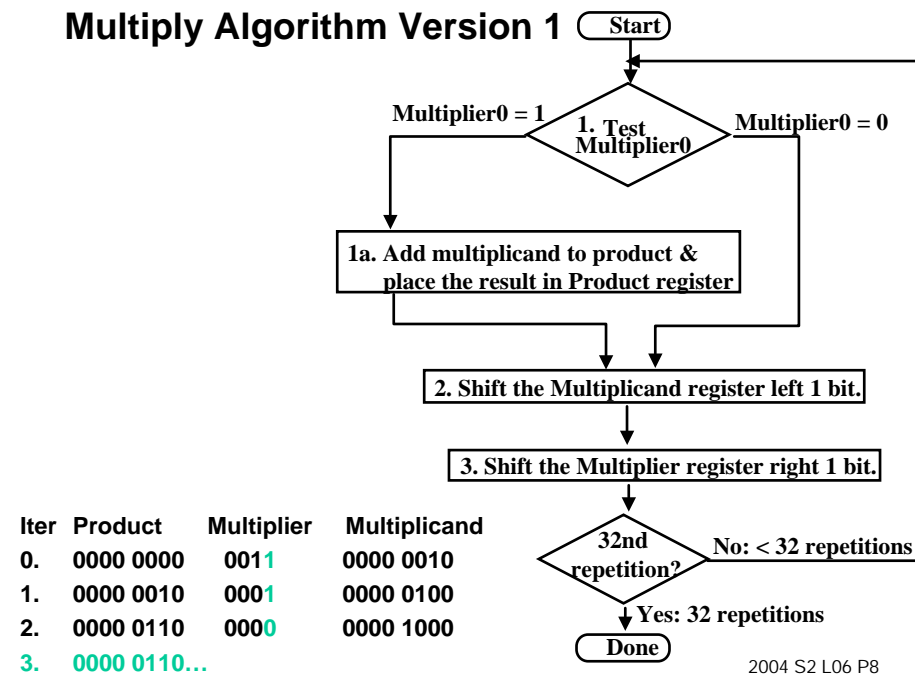 Multiply Algorithm Version 1
Start
Multiplier0 = 1
1. Test
Multiplier0
Multiplier0 = 0
1a. Add multiplicand to product &
place the result in Product register
2. Shift the Multiplicand register left 1 bit.
3. Shift the Multiplier register right 1 bit.
32nd
repetition?
No: < 32 repetitions
Yes: 32 repetitions
Done
Iter Product Multiplier Multiplicand
0. 0000 0000 0011 0000 0010
1. 0000 0010 0001 0000 0100
2. 0000 0110 0000 0000 1000
3. 0000 0110…
2004 S2 L06 P8